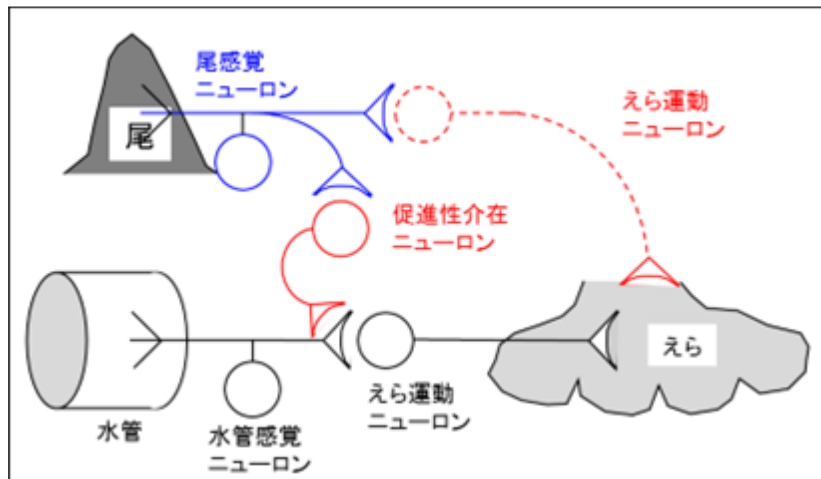 尾感覚
ニューロン
えら運動
ニューロン
尾
促進性介在
ニューロン
えら
水管
水管感覚
ニューロン
えら運動
ニューロン